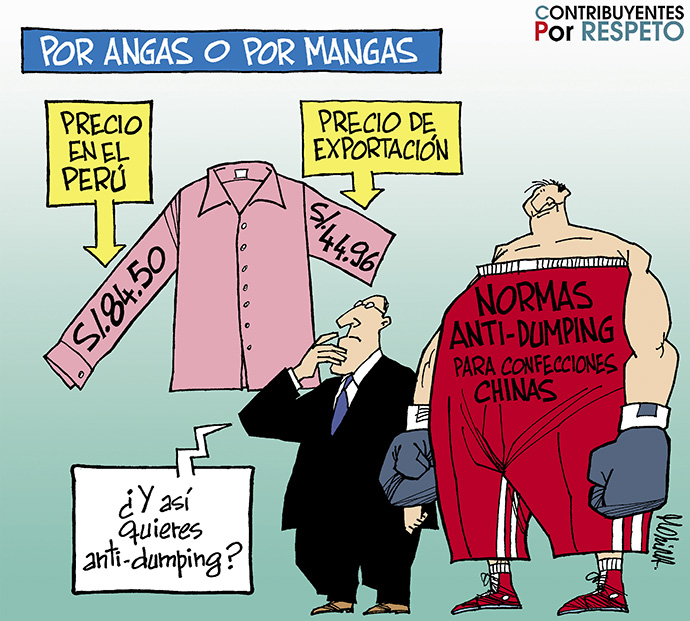 CONTRIBUYENTES
Por RESPETO
POR ANGAS O POR MANGAS
PRECIO
EN EL
PERÚ
PRECIO DE
EXPORTACIÓN
S/.84.50
S/.44.96
NORMAS
ANTI-DUMPING
PARA CONFECCIONES
CHINAS
¿Y así
quieres
anti-dumping?